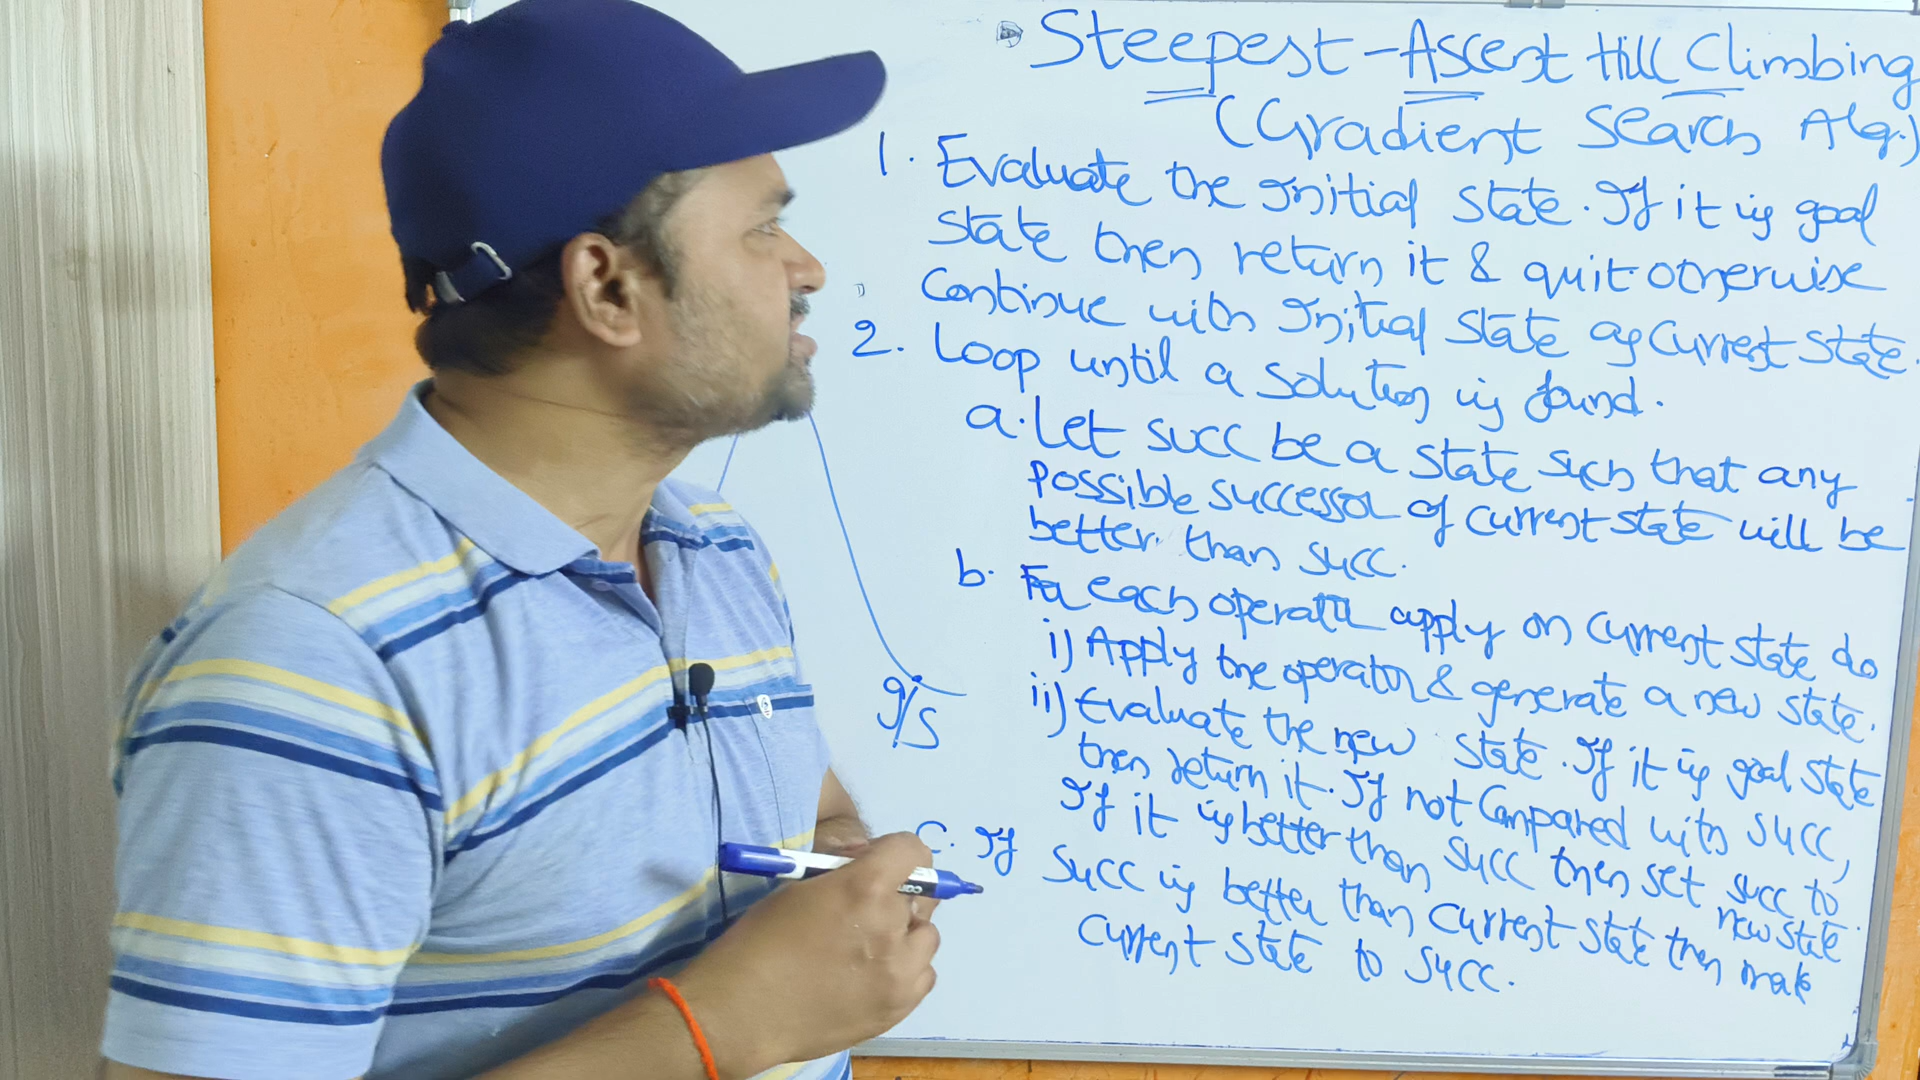 Steepest-Ascent Hill Climbing
(Gradient Search Alg.)
1. Evaluate the Initial State. If it is goal
state then return it & quit otherwise
Continue with Initial State as Current State.
2. Loop until a solution is found.
a. Let succ be a state such that any
possible successor of current state will be
better than succ.
b. For each operator apply on current state do
i) Apply the operator & generate a new state.
ii) Evaluate the new state. If it is goal state
then return it. If not Compared with succ,
If it is better than succ then set succ to
new state
c. If succ is better than current state then make
current state to succ.
g/s